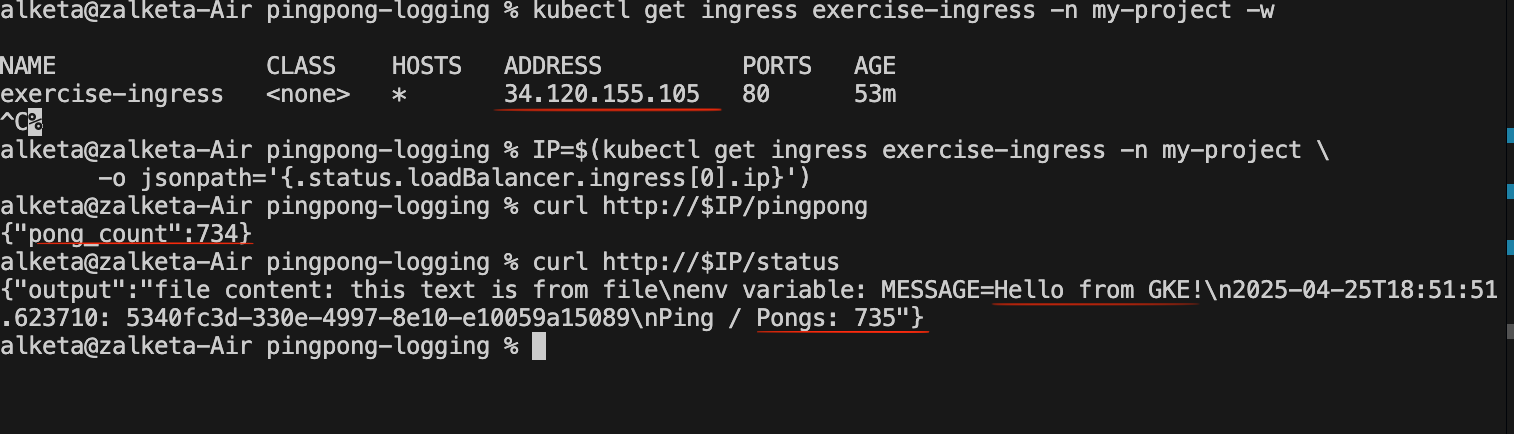 alketa@zalketa-Air pingpong-logging % kubectl get ingress exercise-ingress -n my-project -w
NAME CLASS HOSTS ADDRESS PORTS AGE
exercise-ingress <none> * 34.120.155.105 80 53m
^C%
alketa@zalketa-Air pingpong-logging % IP=$(kubectl get ingress exercise-ingress -n my-project \
-o jsonpath='{.status.loadBalancer.ingress[0].ip}')
alketa@zalketa-Air pingpong-logging % curl http://$IP/pingpong
{"pong_count":734}
alketa@zalketa-Air pingpong-logging % curl http://$IP/status
{"output":"file content: this text is from file\nenv variable: MESSAGE=Hello from GKE!\n2025-04-25T18:51:51
.623710: 5340fc3d-330e-4997-8e10-e10059a15089\nPing / Pongs: 735"}
alketa@zalketa-Air pingpong-logging %